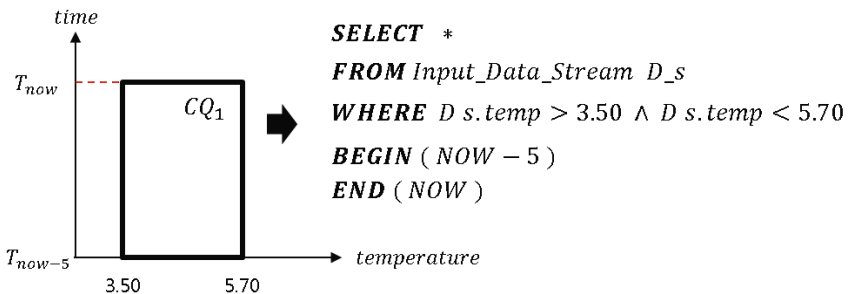 time
T_now
CQ_1
T_now-5
3.50
5.70
temperature
SELECT *
FROM Input_Data_Stream D_s
WHERE D s.temp > 3.50 ∧ D s.temp < 5.70
BEGIN ( NOW − 5 )
END ( NOW )